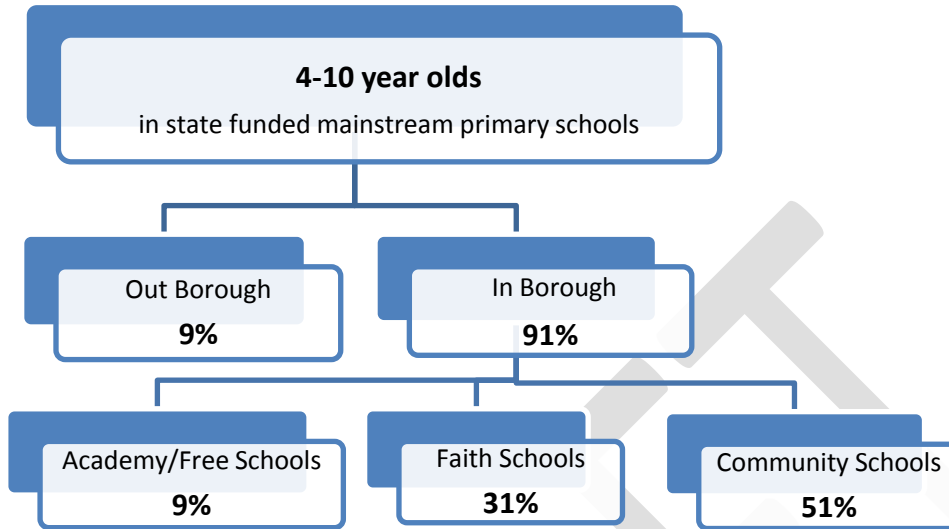 4-10 year olds
in state funded mainstream primary schools
Out Borough
9%
In Borough
91%
Academy/Free Schools
9%
Faith Schools
31%
Community Schools
51%